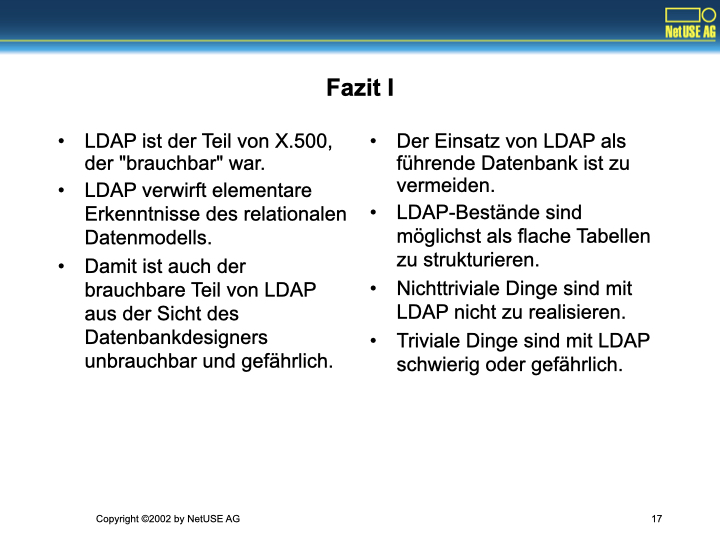 NetUSE AG
Fazit I
• LDAP ist der Teil von X.500,
der "brauchbar" war.
• LDAP verwirft elementare
Erkenntnisse des relationalen
Datenmodells.
• Damit ist auch der
brauchbare Teil von LDAP
aus der Sicht des
Datenbankdesigners
unbrauchbar und gefährlich.
• Der Einsatz von LDAP als
führende Datenbank ist zu
vermeiden.
• LDAP-Bestände sind
möglichst als flache Tabellen
zu strukturieren.
• Nichttriviale Dinge sind mit
LDAP nicht zu realisieren.
• Triviale Dinge sind mit LDAP
schwierig oder gefährlich.
Copyright ©2002 by NetUSE AG
17